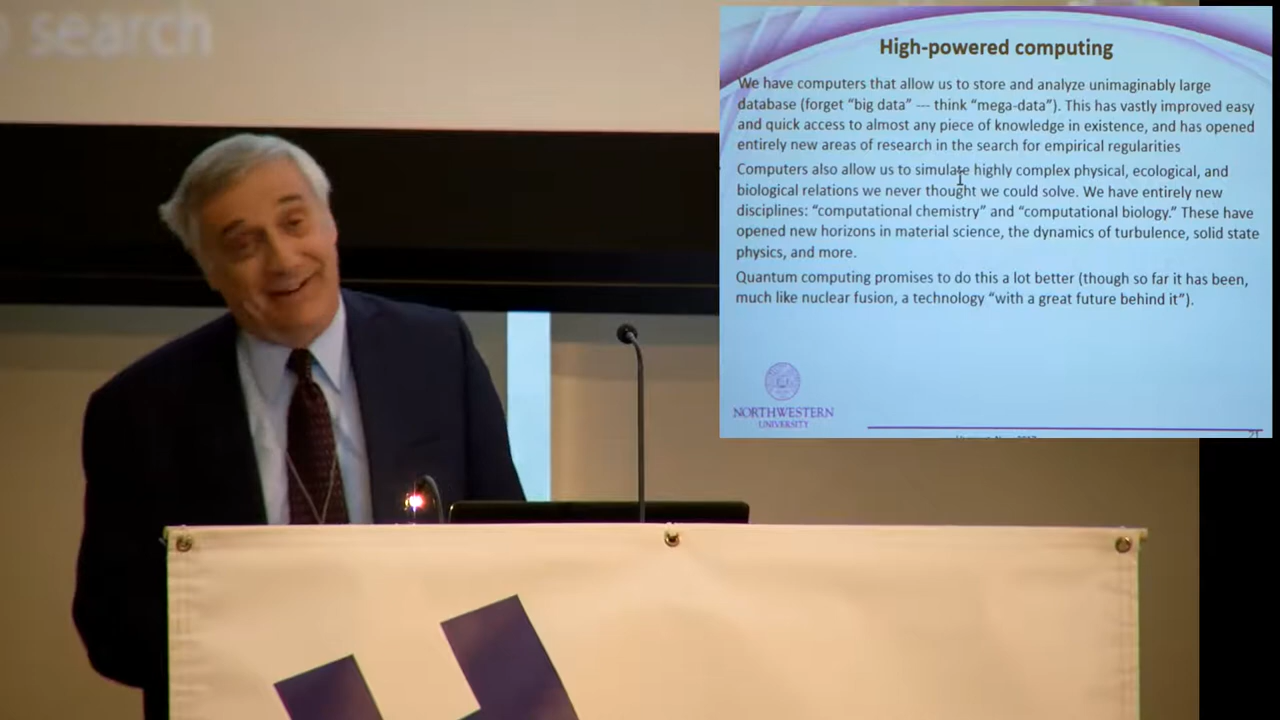 search
High-powered computing
We have computers that allow us to store and analyze unimaginably large
database (forget “big data” --- think “mega-data”). This has vastly improved easy
and quick access to almost any piece of knowledge in existence, and has opened
entirely new areas of research in the search for empirical regularities
Computers also allow us to simulate highly complex physical, ecological, and
biological relations we never thought we could solve. We have entirely new
disciplines: “computational chemistry” and “computational biology.” These have
opened new horizons in material science, the dynamics of turbulence, solid state
physics, and more.
Quantum computing promises to do this a lot better (though so far it has been,
much like nuclear fusion, a technology “with a great future behind it”).
NORTHWESTERN
UNIVERSITY